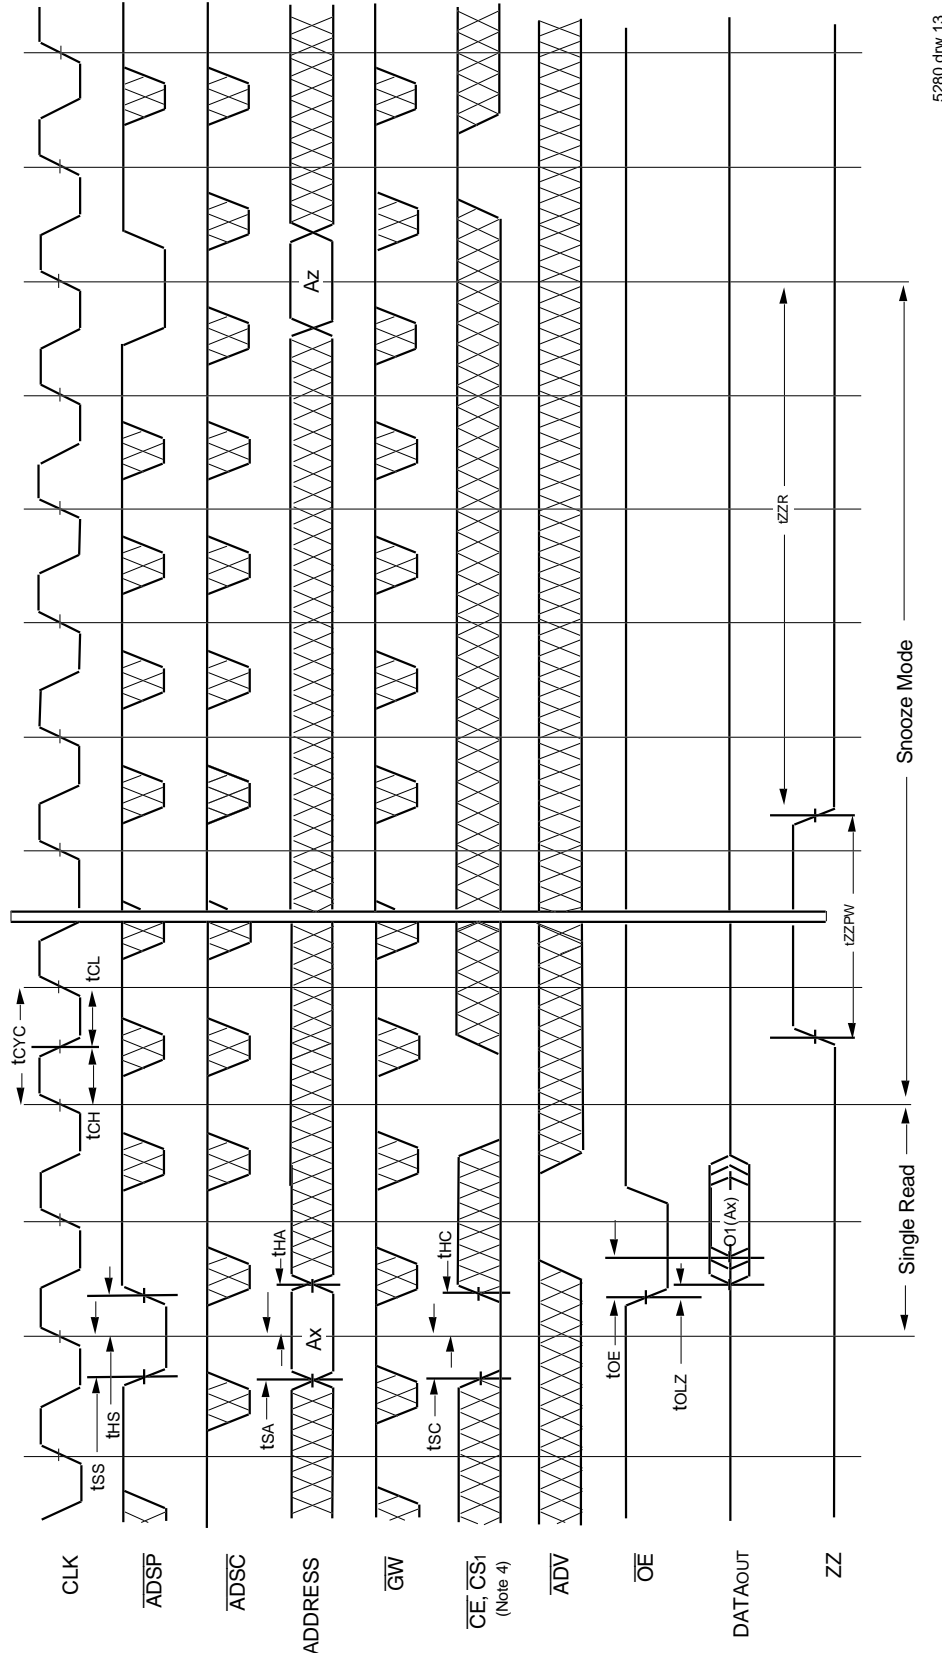 5280 drw 13
tCYC
tCH
tCL
tSS
tHS
tSA
tHA
tSC
tHC
tOE
tOLZ
tZZPW
tZZR
Ax
Az
O1(Ax)
Single Read
Snooze Mode
CLK
ADSP
ADSC
ADDRESS
GW
CE, CS1
(Note 4)
ADV
OE
DATAOUT
ZZ